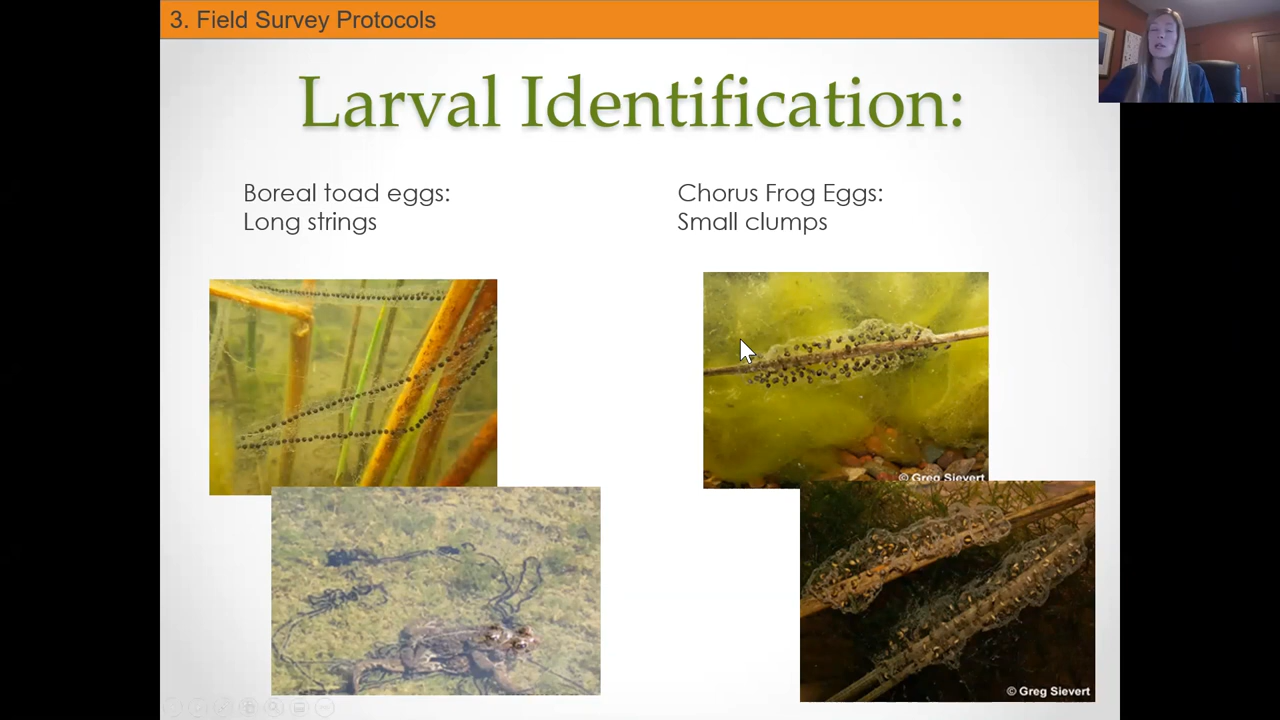 3. Field Survey Protocols
Larval Identification:
Boreal toad eggs:
Long strings
Chorus Frog Eggs:
Small clumps
© Greg Sievert
© Greg Sievert